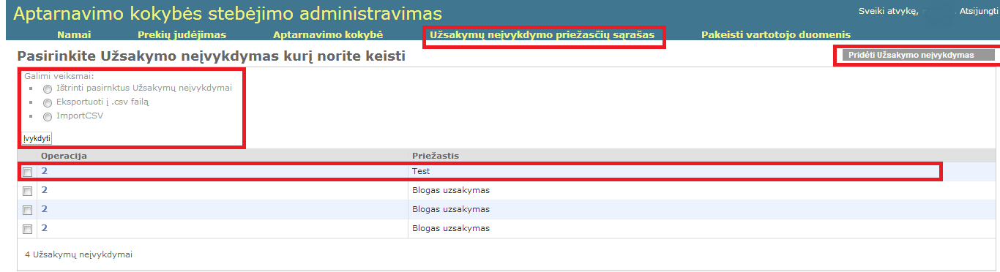 Aptarnavimo kokybės stebėjimo administravimas
Sveiki atvykę, . Atsijungti
Namai Prekių judėjimas Aptarnavimo kokybė Užsakymų neįvykdymo priežasčių sąrašas Pakeisti vartotojo duomenis
Pasirinkite Užsakymo neįvykdymas kurį norite keisti
Pridėti Užsakymo neįvykdymas
Galimi veiksmai:
Ištrinti pasirnktus Užsakymų neįvykdymai
Eksportuoti į .csv failą
ImportCSV
Įvykdyti
Operacija Priežastis
2 Test
2 Blogas uzsakymas
2 Blogas uzsakymas
2 Blogas uzsakymas
4 Užsakymų neįvykdymai